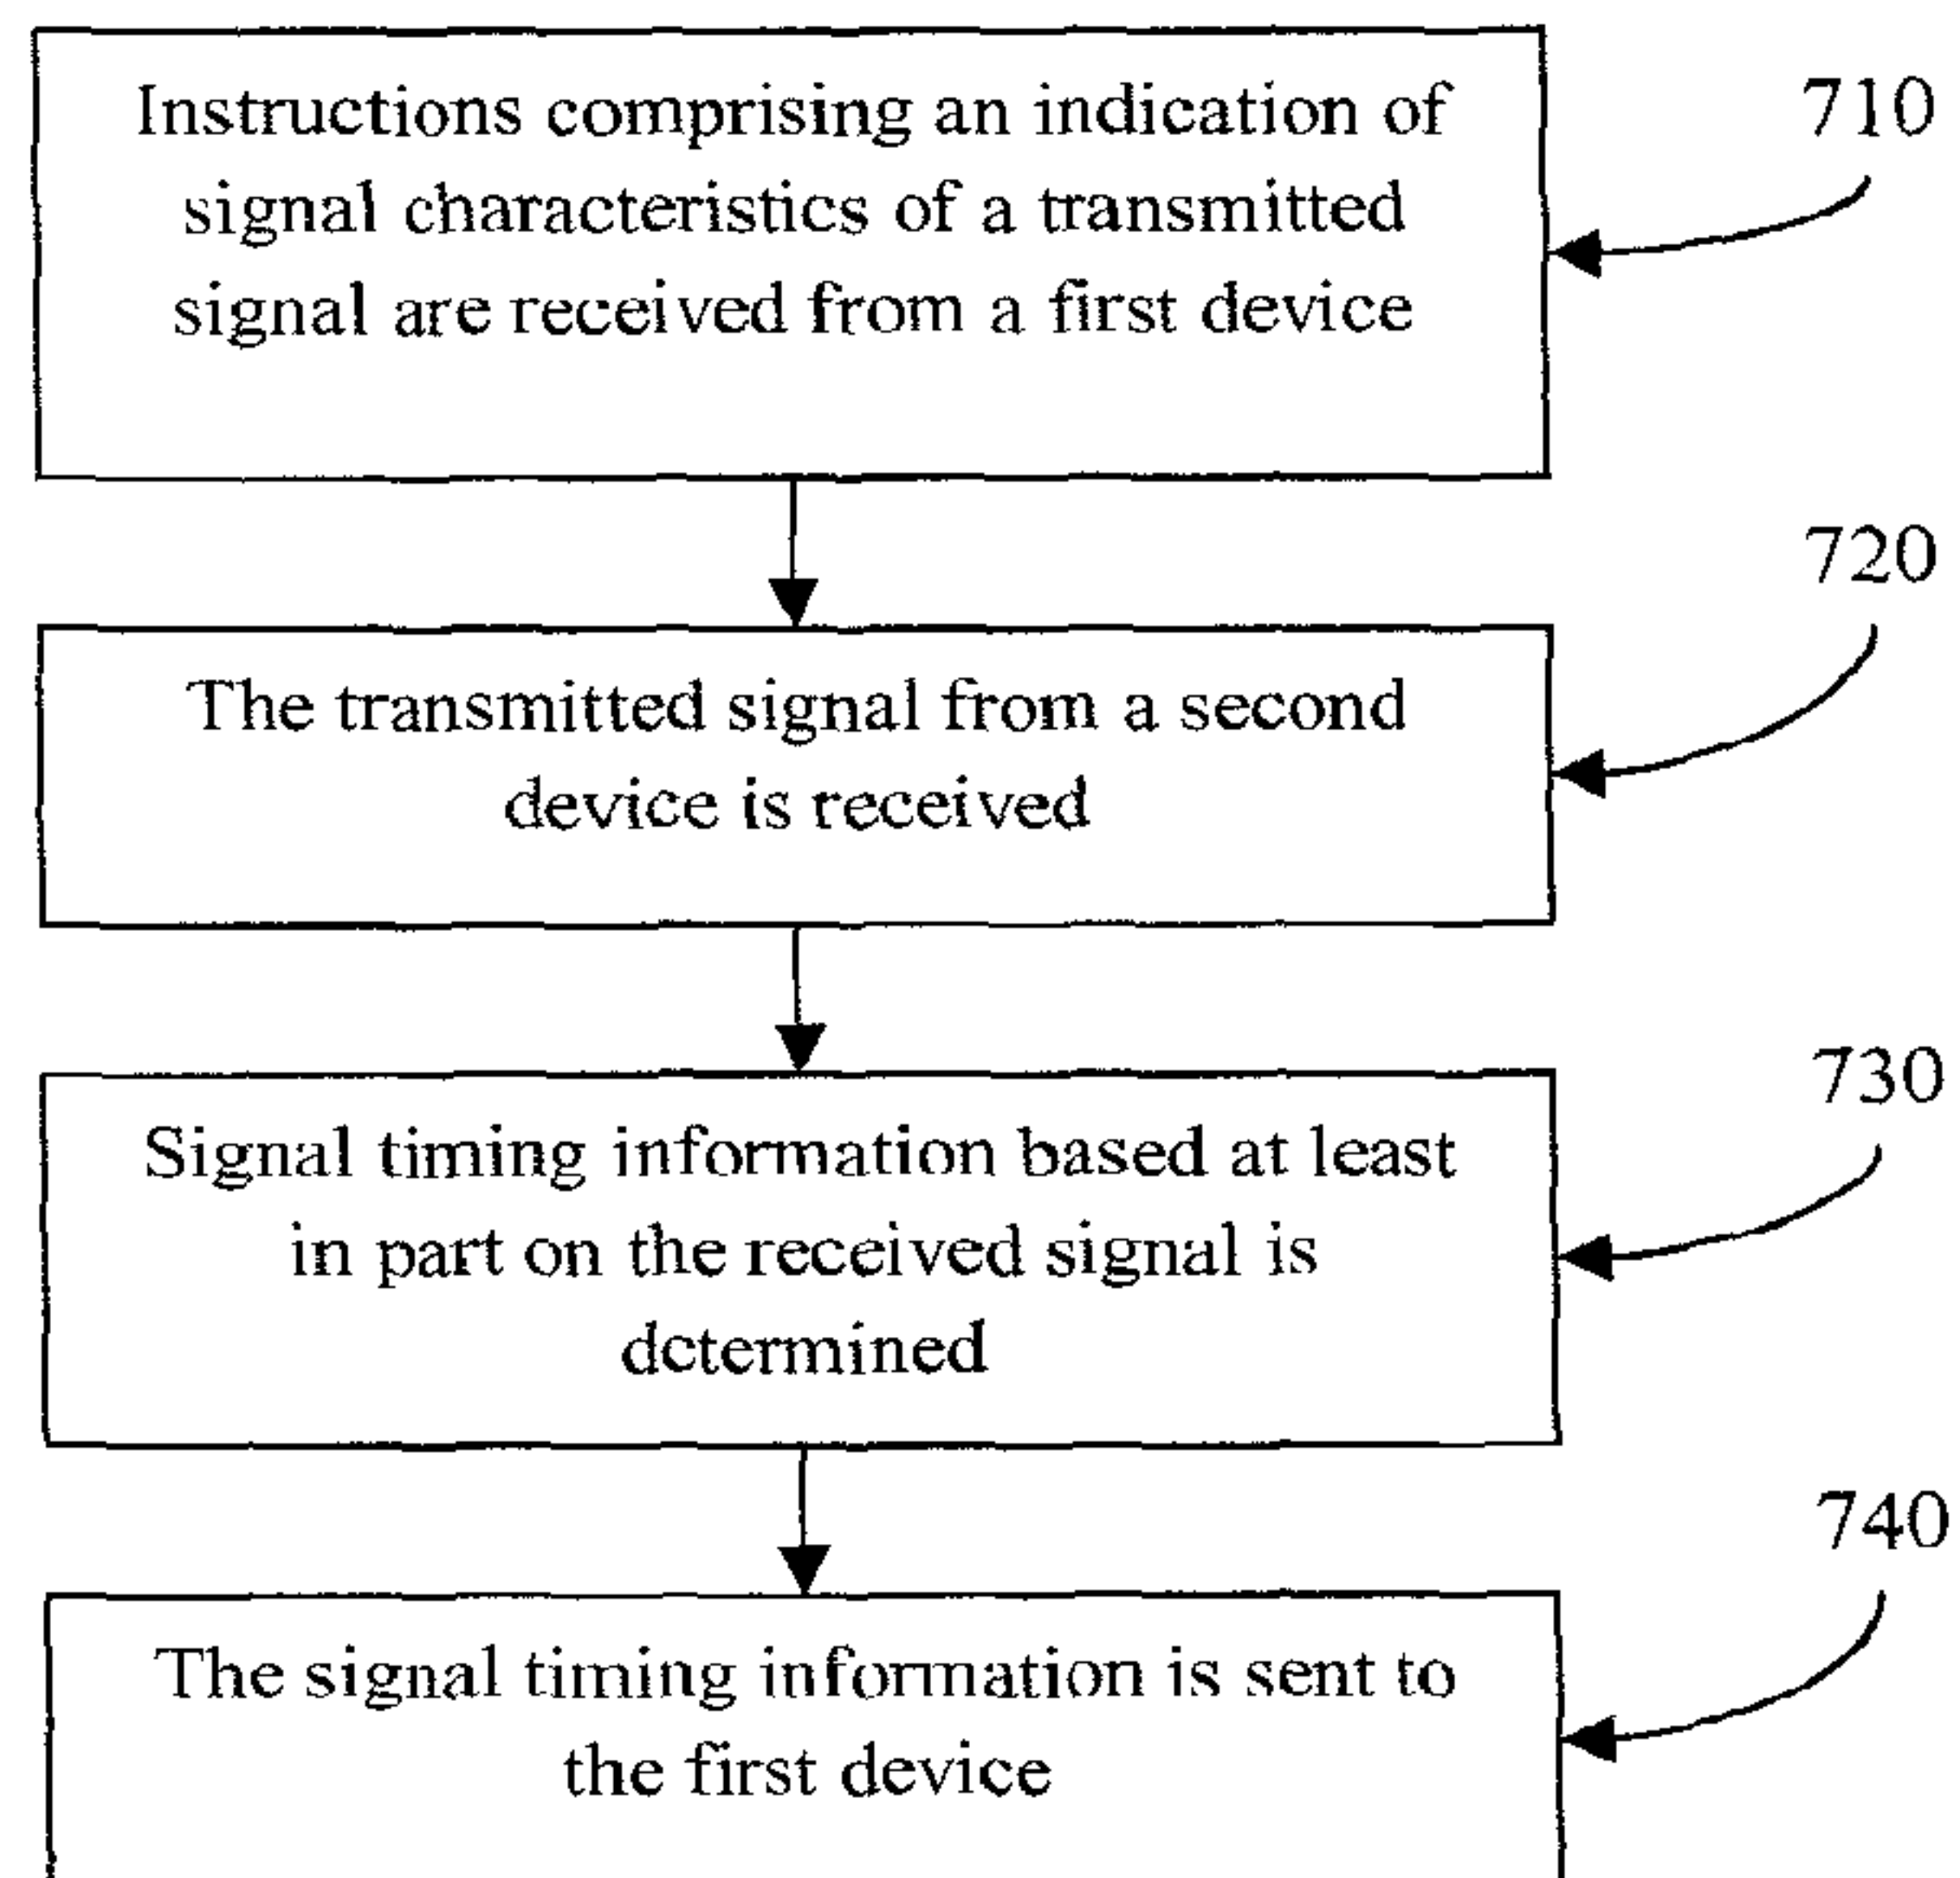 Instructions comprising an indication of
signal characteristics of a transmitted
signal are received from a first device
710
The transmitted signal from a second
device is received
720
Signal timing information based at least
in part on the received signal is
determined
730
The signal timing information is sent to
the first device
740